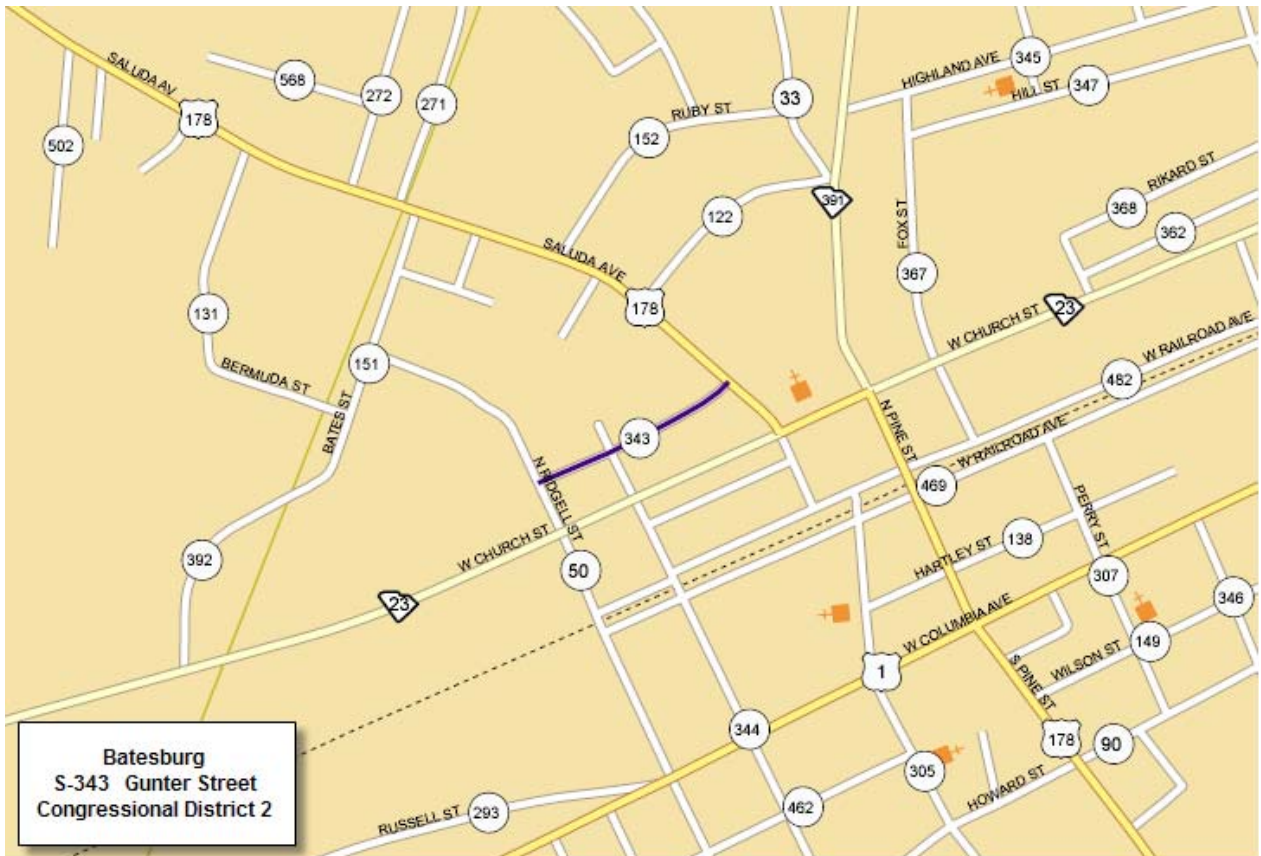 SALUDA AV
178
568
272
271
502
33
RUBY ST
152
HIGHLAND AVE
345
HILL ST
347
391
122
FOX ST
367
RIKARD ST
368
362
SALUDA AVE
178
131
BERMUDA ST
151
BATES ST
W CHURCH ST
23
W RAILROAD AVE
482
343
N RIDGELL ST
N PINE ST
W RAILROAD AVE
469
PERRY ST
392
W CHURCH ST
50
23
HARTLEY ST
138
307
W COLUMBIA AVE
346
149
WILSON ST
1
S PINE ST
178
90
344
305
HOWARD ST
462
RUSSELL ST
293
Batesburg
S-343 Gunter Street
Congressional District 2